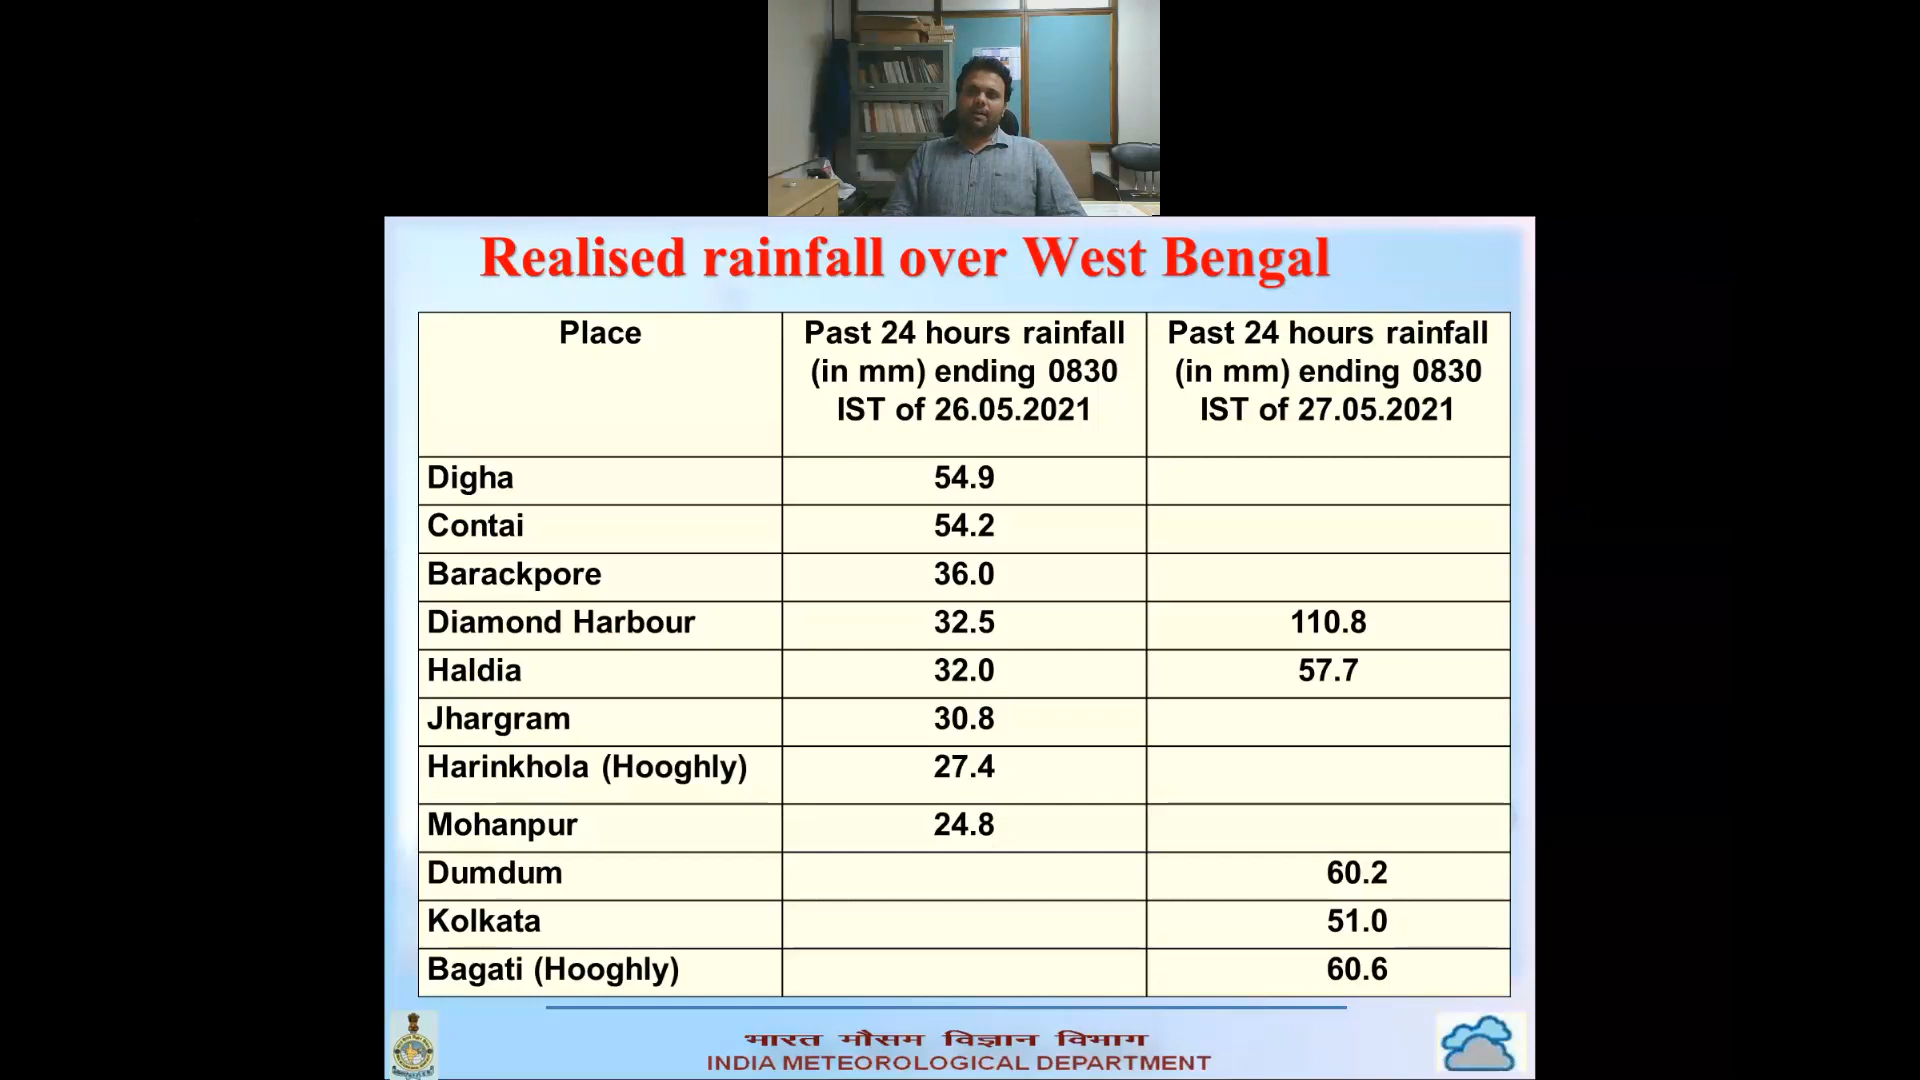 Realised rainfall over West Bengal
Place
Past 24 hours rainfall
(in mm) ending 0830
IST of 26.05.2021
Past 24 hours rainfall
(in mm) ending 0830
IST of 27.05.2021
Digha 54.9
Contai 54.2
Barackpore 36.0
Diamond Harbour 32.5 110.8
Haldia 32.0 57.7
Jhargram 30.8
Harinkhola (Hooghly) 27.4
Mohanpur 24.8
Dumdum 60.2
Kolkata 51.0
Bagati (Hooghly) 60.6
भारत मौसम विज्ञान विभाग
INDIA METEOROLOGICAL DEPARTMENT